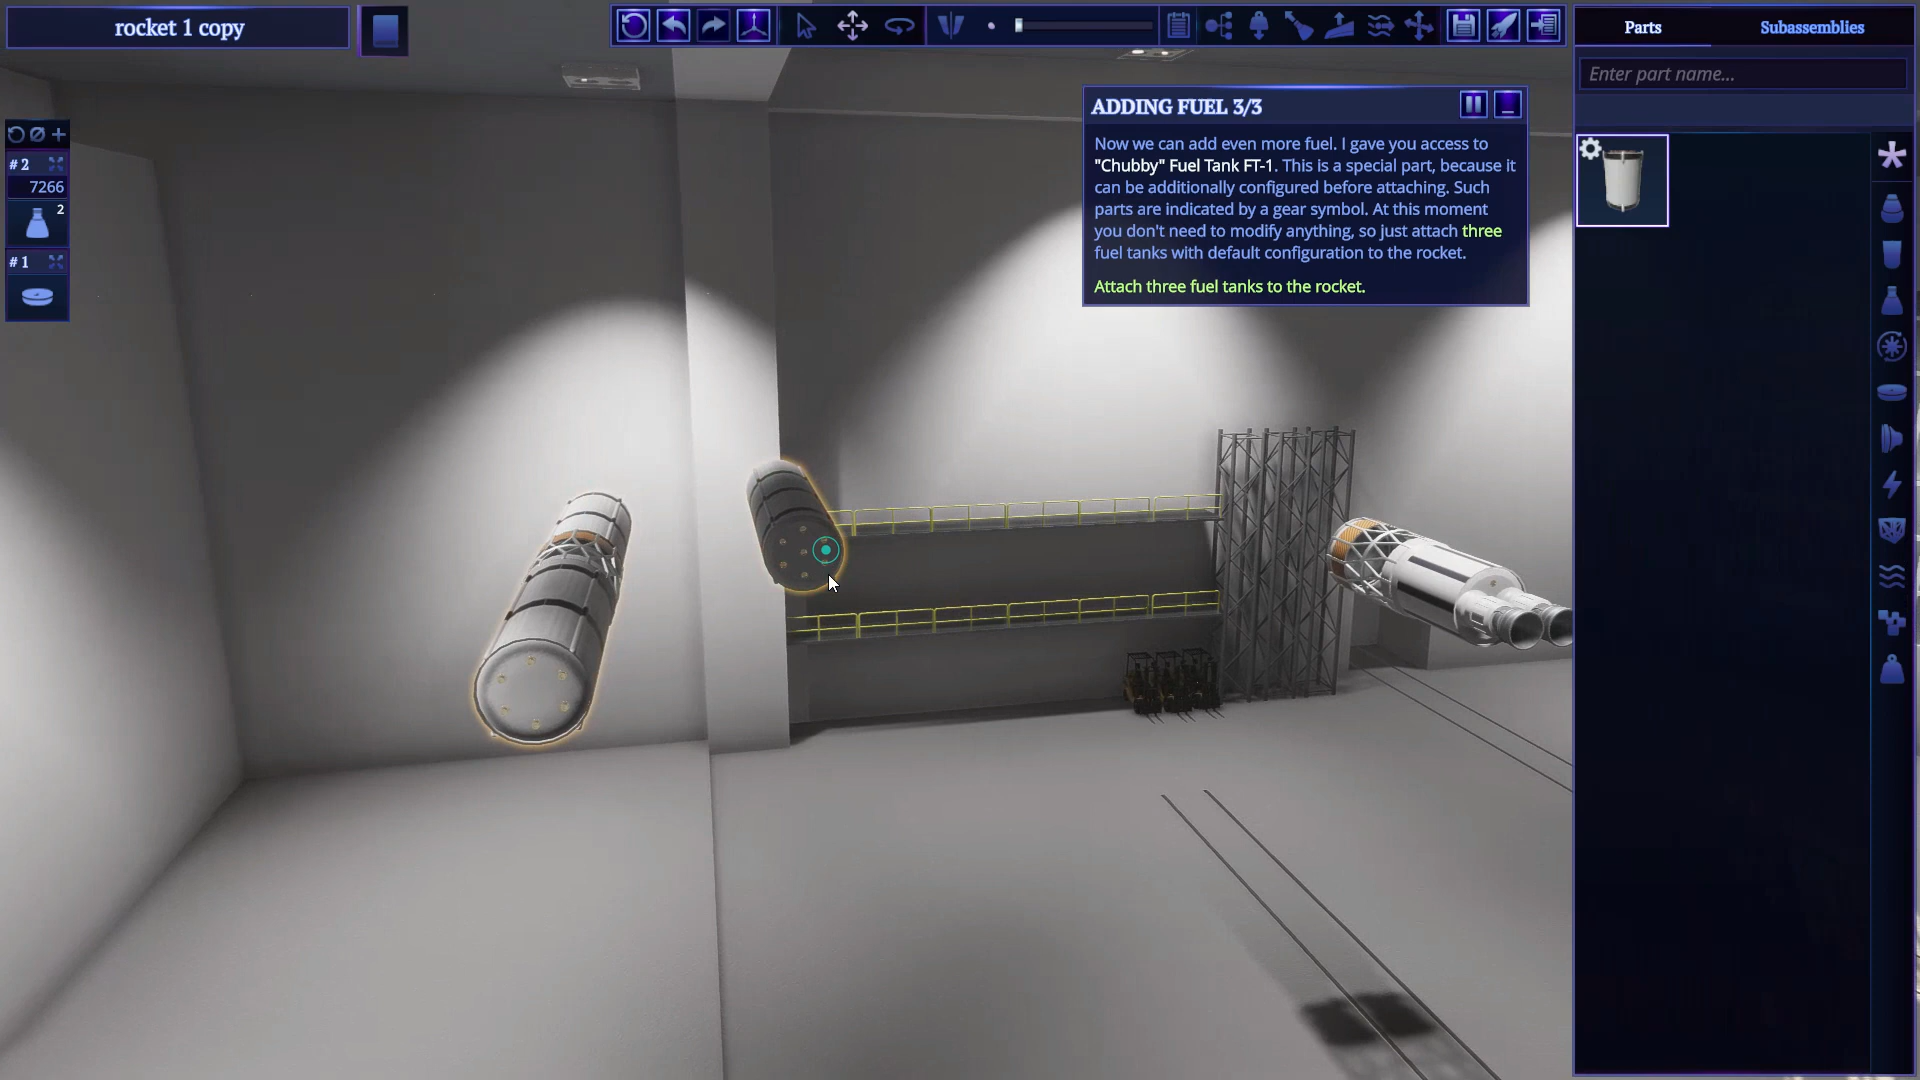 rocket 1 copy
Parts
Subassemblies
Enter part name...
ADDING FUEL 3/3
Now we can add even more fuel. I gave you access to
"Chubby" Fuel Tank FT-1. This is a special part, because it
can be additionally configured before attaching. Such
parts are indicated by a gear symbol. At this moment
you don't need to modify anything, so just attach three
fuel tanks with default configuration to the rocket.
Attach three fuel tanks to the rocket.
# 2
7266
2
# 1